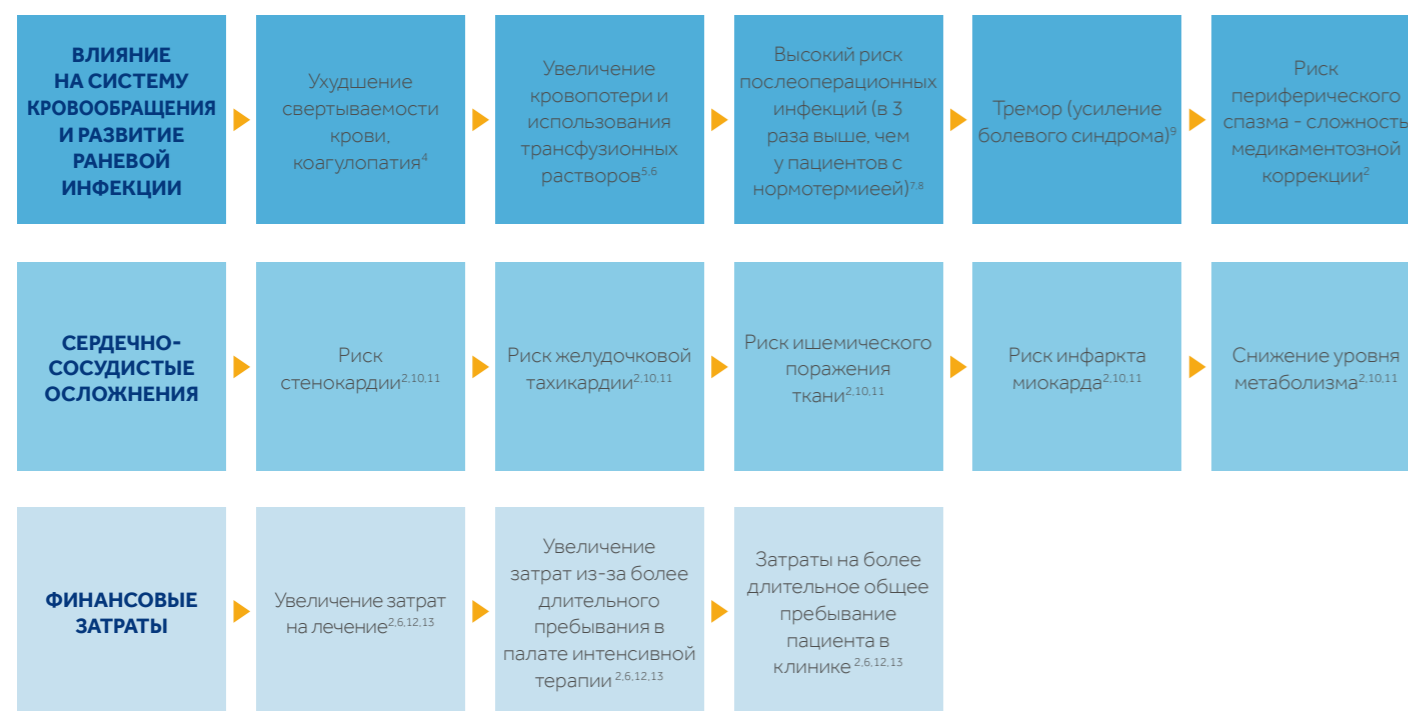 ВЛИЯНИЕ
НА СИСТЕМУ
КРОВООБРАЩЕНИЯ
И РАЗВИТИЕ
РАНЕВОЙ
ИНФЕКЦИИ
Ухудшение
свертываемости
крови,
коагулопатия4
Увеличение
кровопотери и
использования
трансфузионных
растворов5,6
Высокий риск
послеоперационных
инфекций (в 3
раза выше, чем
у пациентов с
нормотермиеей)7,8
Тремор (усиление
болевого синдрома)9
Риск
периферического
спазма - сложность
медикаментозной
коррекции2
СЕРДЕЧНО-
СОСУДИСТЫЕ
ОСЛОЖНЕНИЯ
Риск
стенокардии2,10,11
Риск желудочковой
тахикардии2,10,11
Риск ишемического
поражения
ткани2,10,11
Риск инфаркта
миокарда2,10,11
Снижение уровня
метаболизма2,10,11
ФИНАНСОВЫЕ
ЗАТРАТЫ
Увеличение затрат
на лечение2,6,12,13
Увеличение
затрат из-за более
длительного
пребывания в
палате интенсивной
терапии 2,6,12,13
Затраты на более
длительное общее
пребывание
пациента в
клинике 2,6,12,13